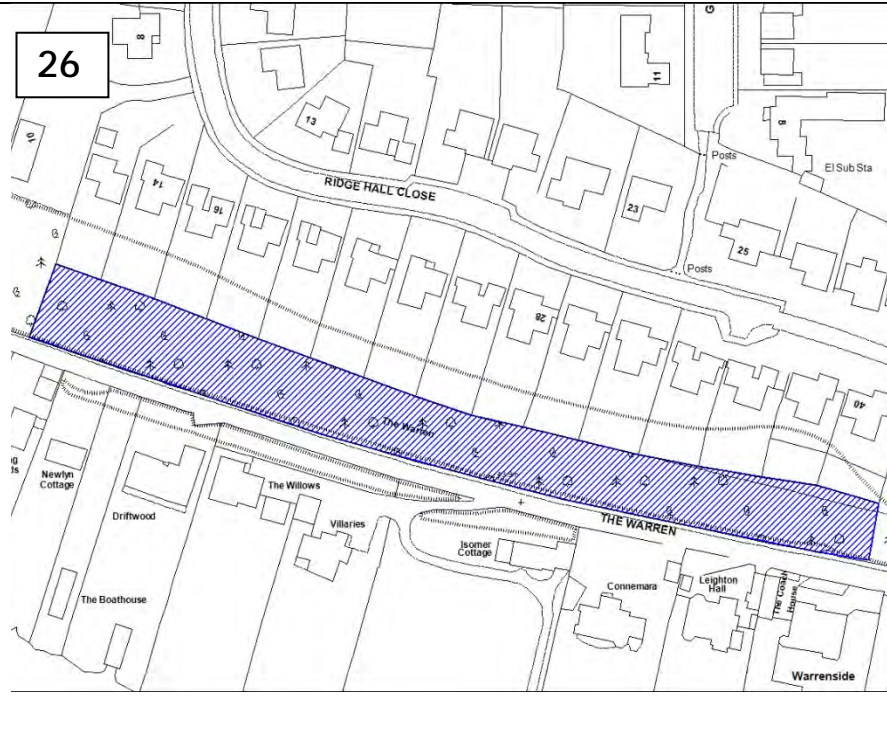 26
8
11
G
13
5
El Sub Sta
Posts
10
14
16
RIDGE HALL CLOSE
23
25
Posts
28
40
The Warren
Newlyn
Cottage
Driftwood
The Willows
Villaries
THE WARREN
Isomer
Cottage
The Boathouse
Connemara
Leighton
Hall
The Coach
House
Warrenside